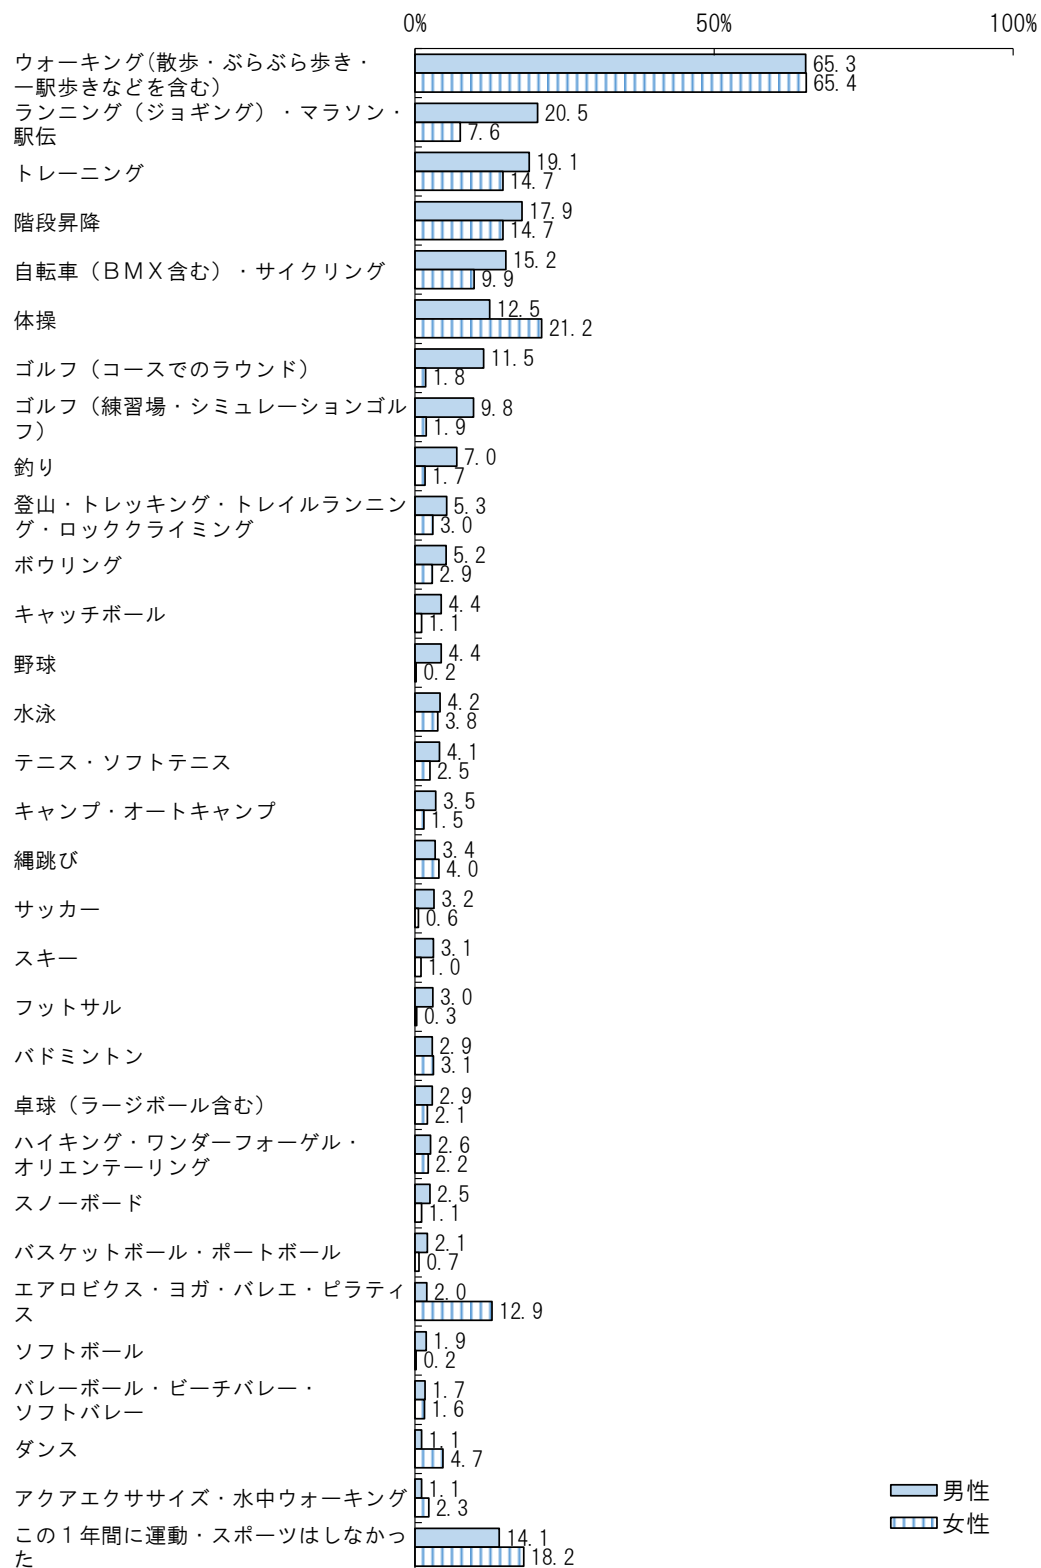 0% 50% 100%
ウォーキング(散歩・ぶらぶら歩き・
一駅歩きなどを含む)
65.3
65.4
ランニング（ジョギング）・マラソン・
駅伝
20.5
7.6
トレーニング
19.1
14.7
階段昇降
17.9
14.7
自転車（ＢＭＸ含む）・サイクリング
15.2
9.9
体操
12.5
21.2
ゴルフ（コースでのラウンド）
11.5
1.8
ゴルフ（練習場・シミュレーションゴル
フ）
9.8
1.9
釣り
7.0
1.7
登山・トレッキング・トレイルランニン
グ・ロッククライミング
5.3
3.0
ボウリング
5.2
2.9
キャッチボール
4.4
1.1
野球
4.4
0.2
水泳
4.2
3.8
テニス・ソフトテニス
4.1
2.5
キャンプ・オートキャンプ
3.5
1.5
縄跳び
3.4
4.0
サッカー
3.2
0.6
スキー
3.1
1.0
フットサル
3.0
0.3
バドミントン
2.9
3.1
卓球（ラージボール含む）
2.9
2.1
ハイキング・ワンダーフォーゲル・
オリエンテーリング
2.6
2.2
スノーボード
2.5
1.1
バスケットボール・ポートボール
2.1
0.7
エアロビクス・ヨガ・バレエ・ピラティ
ス
2.0
12.9
ソフトボール
1.9
0.2
バレーボール・ビーチバレー・
ソフトバレー
1.7
1.6
ダンス
1.1
4.7
アクアエクササイズ・水中ウォーキング
1.1
2.3
この１年間に運動・スポーツはしなかっ
た
14.1
18.2
男性
女性